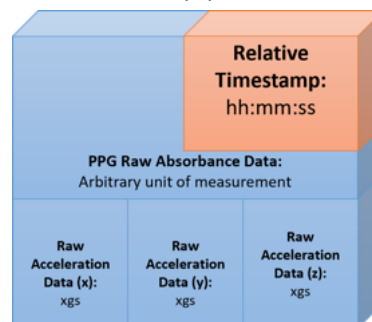 Relative
Timestamp:
hh:mm:ss
PPG Raw Absorbance Data:
Arbitrary unit of measurement
Raw
Acceleration
Data (x):
xgs
Raw
Acceleration
Data (y):
xgs
Raw
Acceleration
Data (z):
xgs